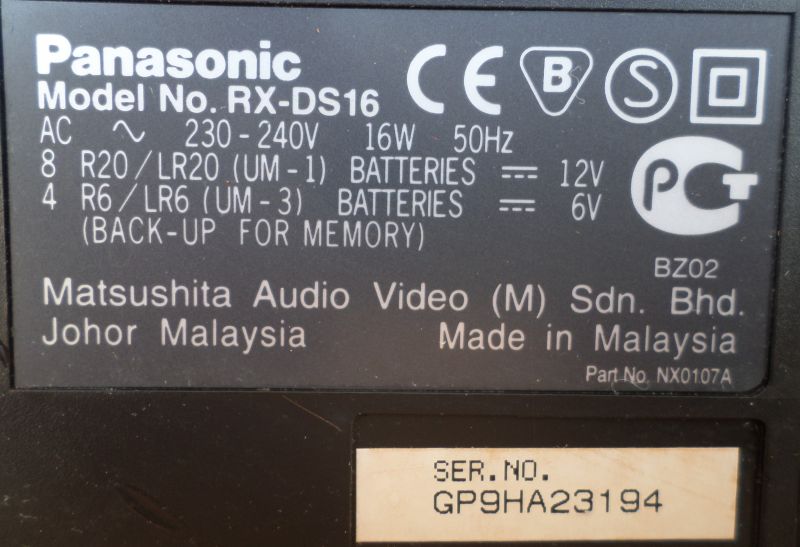 Panasonic
Model No. RX-DS16
AC ~ 230-240V 16W 50Hz
8 R20/LR20 (UM-1) BATTERIES ⎓ 12V
4 R6/LR6 (UM-3) BATTERIES ⎓ 6V
(BACK-UP FOR MEMORY)
CE B S
PCT
BZ02
Matsushita Audio Video (M) Sdn. Bhd.
Johor Malaysia Made in Malaysia
Part No. NX0107A
SER.NO.
GP9HA23194